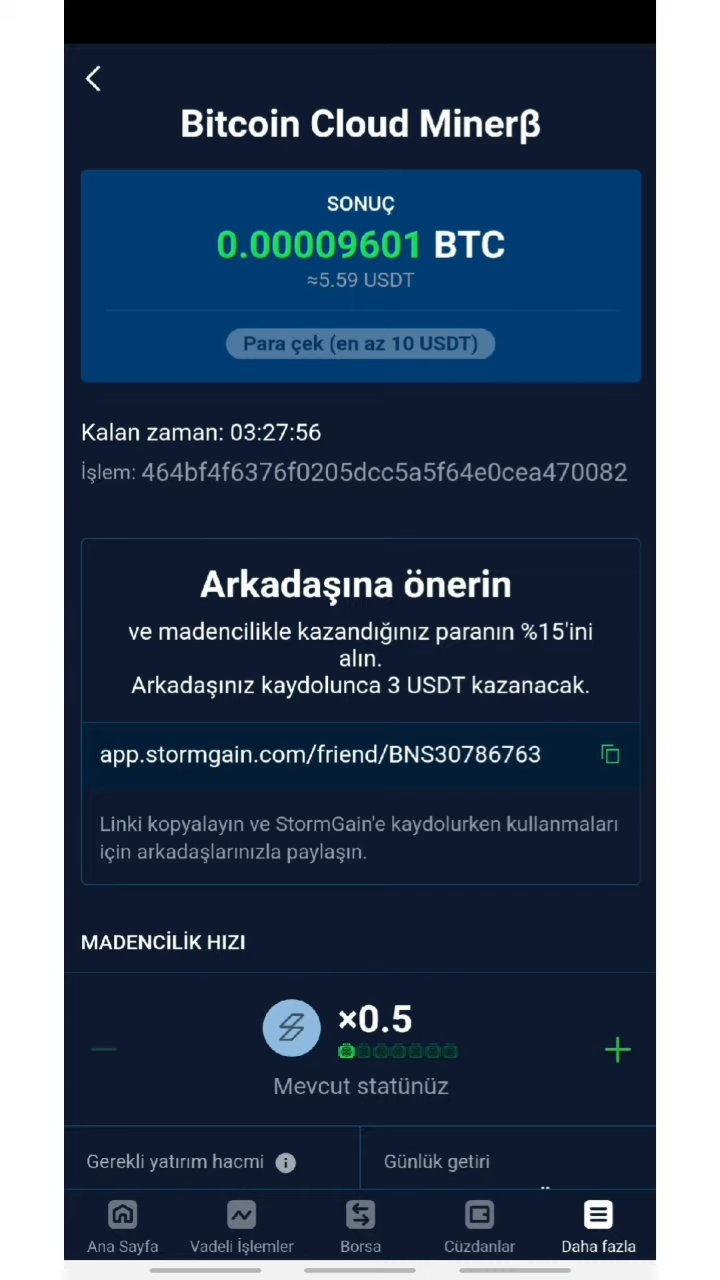 Bitcoin Cloud Minerβ
SONUÇ
0.00009601 BTC
≈5.59 USDT
Para çek (en az 10 USDT)
Kalan zaman: 03:27:56
İşlem: 464bf4f6376f0205dcc5a5f64e0cea470082
Arkadaşına önerin
ve madencilikle kazandığınız paranın %15'ini
alın.
Arkadaşınız kaydolunca 3 USDT kazanacak.
app.stormgain.com/friend/BNS30786763
Linki kopyalayın ve StormGain'e kaydolurken kullanmaları
için arkadaşlarınızla paylaşın.
MADENCİLİK HIZI
×0.5
Mevcut statünüz
Gerekli yatırım hacmi
Günlük getiri
Ana Sayfa
Vadeli İşlemler
Borsa
Cüzdanlar
Daha fazla